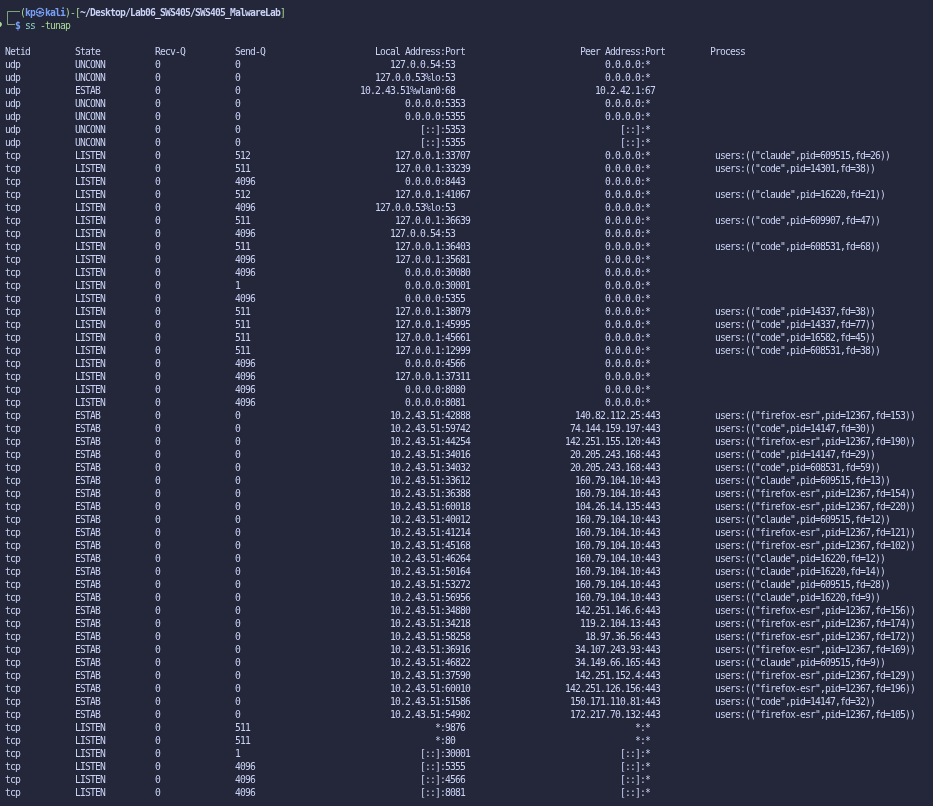 ┌──(kp㉿kali)-[~/Desktop/Lab06_SWS405/SWS405_MalwareLab]
└─$ ss -tunap
Netid State Recv-Q Send-Q Local Address:Port Peer Address:Port Process
udp UNCONN 0 0 127.0.0.54:53 0.0.0.0:*
udp UNCONN 0 0 127.0.0.53%lo:53 0.0.0.0:*
udp ESTAB 0 0 10.2.43.51%wlan0:68 10.2.42.1:67
udp UNCONN 0 0 0.0.0.0:5353 0.0.0.0:*
udp UNCONN 0 0 0.0.0.0:5355 0.0.0.0:*
udp UNCONN 0 0 [::]:5353 [::]:*
udp UNCONN 0 0 [::]:5355 [::]:*
tcp LISTEN 0 512 127.0.0.1:33707 0.0.0.0:* users:(("claude",pid=609515,fd=26))
tcp LISTEN 0 511 127.0.0.1:33239 0.0.0.0:* users:(("code",pid=14301,fd=38))
tcp LISTEN 0 4096 0.0.0.0:8443 0.0.0.0:*
tcp LISTEN 0 512 127.0.0.1:41067 0.0.0.0:* users:(("claude",pid=16220,fd=21))
tcp LISTEN 0 4096 127.0.0.53%lo:53 0.0.0.0:*
tcp LISTEN 0 511 127.0.0.1:36639 0.0.0.0:* users:(("code",pid=609907,fd=47))
tcp LISTEN 0 4096 127.0.0.54:53 0.0.0.0:*
tcp LISTEN 0 511 127.0.0.1:36403 0.0.0.0:* users:(("code",pid=608531,fd=68))
tcp LISTEN 0 4096 127.0.0.1:35681 0.0.0.0:*
tcp LISTEN 0 4096 0.0.0.0:30080 0.0.0.0:*
tcp LISTEN 0 1 0.0.0.0:30001 0.0.0.0:*
tcp LISTEN 0 4096 0.0.0.0:5355 0.0.0.0:*
tcp LISTEN 0 511 127.0.0.1:38079 0.0.0.0:* users:(("code",pid=14337,fd=38))
tcp LISTEN 0 511 127.0.0.1:45995 0.0.0.0:* users:(("code",pid=14337,fd=77))
tcp LISTEN 0 511 127.0.0.1:45661 0.0.0.0:* users:(("code",pid=16582,fd=45))
tcp LISTEN 0 511 127.0.0.1:12999 0.0.0.0:* users:(("code",pid=608531,fd=38))
tcp LISTEN 0 4096 0.0.0.0:4566 0.0.0.0:*
tcp LISTEN 0 4096 127.0.0.1:37311 0.0.0.0:*
tcp LISTEN 0 4096 0.0.0.0:8080 0.0.0.0:*
tcp LISTEN 0 4096 0.0.0.0:8081 0.0.0.0:*
tcp ESTAB 0 0 10.2.43.51:42888 140.82.112.25:443 users:(("firefox-esr",pid=12367,fd=153))
tcp ESTAB 0 0 10.2.43.51:59742 74.144.159.197:443 users:(("code",pid=14147,fd=30))
tcp ESTAB 0 0 10.2.43.51:44254 142.251.155.120:443 users:(("firefox-esr",pid=12367,fd=190))
tcp ESTAB 0 0 10.2.43.51:34016 20.205.243.168:443 users:(("code",pid=14147,fd=29))
tcp ESTAB 0 0 10.2.43.51:34032 20.205.243.168:443 users:(("code",pid=608531,fd=59))
tcp ESTAB 0 0 10.2.43.51:33612 160.79.104.10:443 users:(("claude",pid=609515,fd=13))
tcp ESTAB 0 0 10.2.43.51:36388 160.79.104.10:443 users:(("firefox-esr",pid=12367,fd=154))
tcp ESTAB 0 0 10.2.43.51:60018 104.26.14.135:443 users:(("firefox-esr",pid=12367,fd=220))
tcp ESTAB 0 0 10.2.43.51:40012 160.79.104.10:443 users:(("claude",pid=609515,fd=12))
tcp ESTAB 0 0 10.2.43.51:41214 160.79.104.10:443 users:(("firefox-esr",pid=12367,fd=121))
tcp ESTAB 0 0 10.2.43.51:45168 160.79.104.10:443 users:(("firefox-esr",pid=12367,fd=102))
tcp ESTAB 0 0 10.2.43.51:46264 160.79.104.10:443 users:(("claude",pid=16220,fd=12))
tcp ESTAB 0 0 10.2.43.51:50164 160.79.104.10:443 users:(("claude",pid=16220,fd=14))
tcp ESTAB 0 0 10.2.43.51:53272 160.79.104.10:443 users:(("claude",pid=609515,fd=28))
tcp ESTAB 0 0 10.2.43.51:56956 160.79.104.10:443 users:(("claude",pid=16220,fd=9))
tcp ESTAB 0 0 10.2.43.51:34880 142.251.146.6:443 users:(("firefox-esr",pid=12367,fd=156))
tcp ESTAB 0 0 10.2.43.51:34218 119.2.104.13:443 users:(("firefox-esr",pid=12367,fd=174))
tcp ESTAB 0 0 10.2.43.51:58258 18.97.36.56:443 users:(("firefox-esr",pid=12367,fd=172))
tcp ESTAB 0 0 10.2.43.51:36916 34.107.243.93:443 users:(("firefox-esr",pid=12367,fd=169))
tcp ESTAB 0 0 10.2.43.51:46822 34.149.66.165:443 users:(("claude",pid=609515,fd=9))
tcp ESTAB 0 0 10.2.43.51:37590 142.251.152.4:443 users:(("firefox-esr",pid=12367,fd=129))
tcp ESTAB 0 0 10.2.43.51:60010 142.251.126.156:443 users:(("firefox-esr",pid=12367,fd=196))
tcp ESTAB 0 0 10.2.43.51:51586 150.171.110.81:443 users:(("code",pid=14147,fd=32))
tcp ESTAB 0 0 10.2.43.51:54902 172.217.70.132:443 users:(("firefox-esr",pid=12367,fd=105))
tcp LISTEN 0 511 *:9876 *:*
tcp LISTEN 0 511 *:80 *:*
tcp LISTEN 0 1 [::]:30001 [::]:*
tcp LISTEN 0 4096 [::]:5355 [::]:*
tcp LISTEN 0 4096 [::]:4566 [::]:*
tcp LISTEN 0 4096 [::]:8081 [::]:*